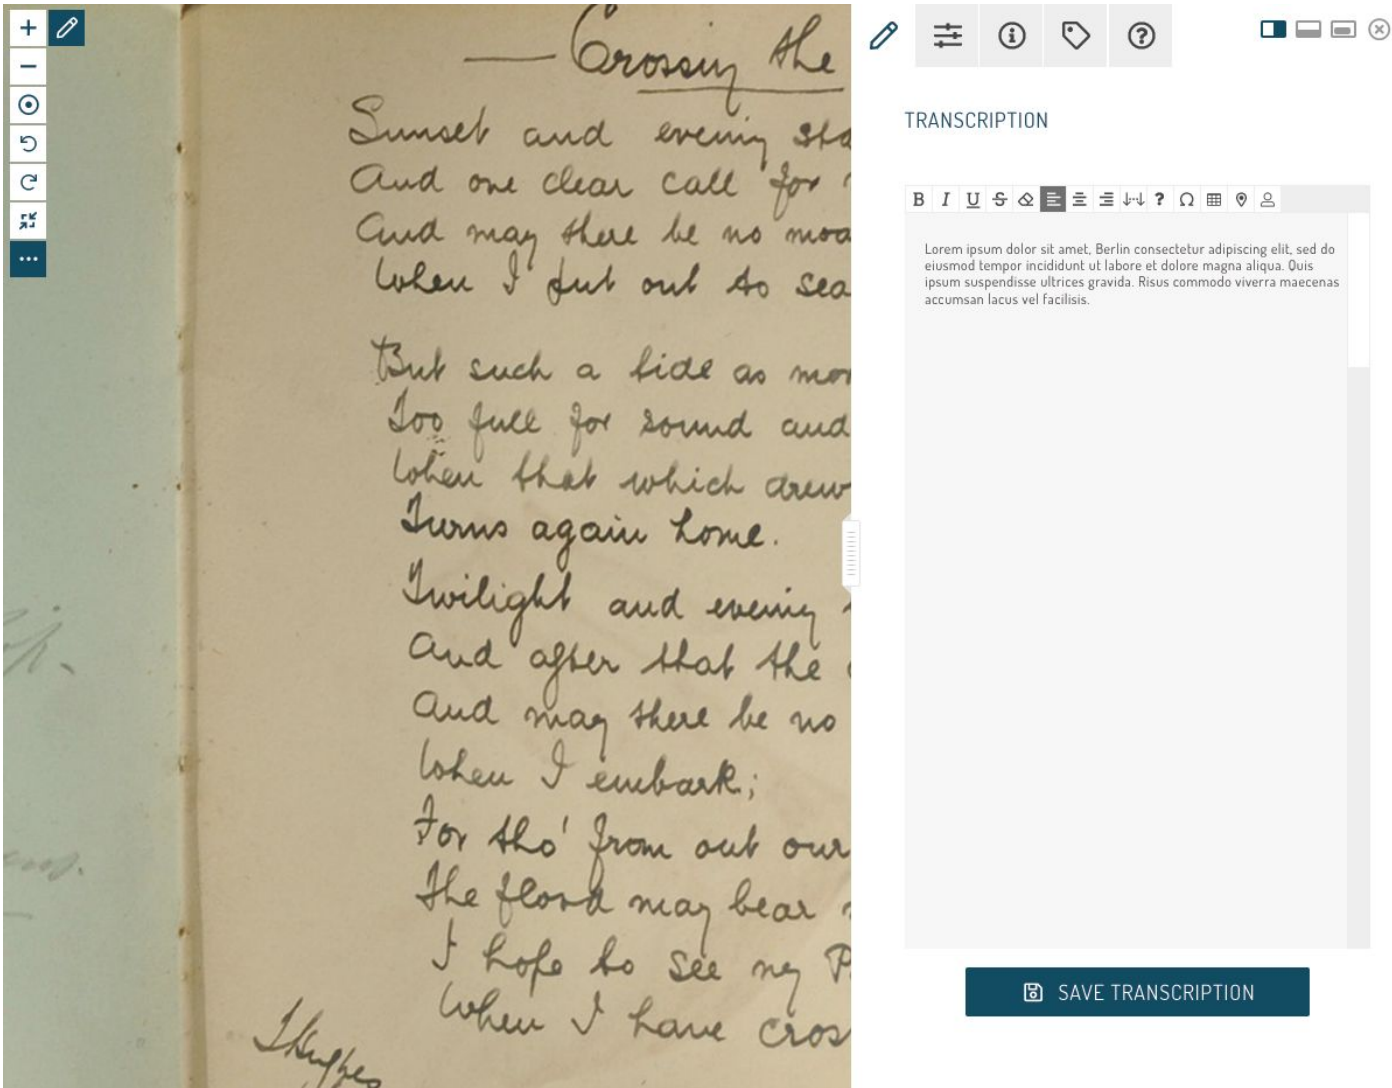 — Crossing the
Sunset and evening sta
And one clear call for
And may there be no moa
When I put out to sea
But such a tide as mo
Too full for sound and
When that which drew
Turns again home.
Twilight and evening
And after that the
And may there be no
When I embark;
For tho' from out our
The flood may bear
I hope to see my P
When I have cros
THughes
TRANSCRIPTION
B I U S
Lorem ipsum dolor sit amet, Berlin consectetur adipiscing elit, sed do
eiusmod tempor incididunt ut labore et dolore magna aliqua. Quis
ipsum suspendisse ultrices gravida. Risus commodo viverra maecenas
accumsan lacus vel facilisis.
SAVE TRANSCRIPTION